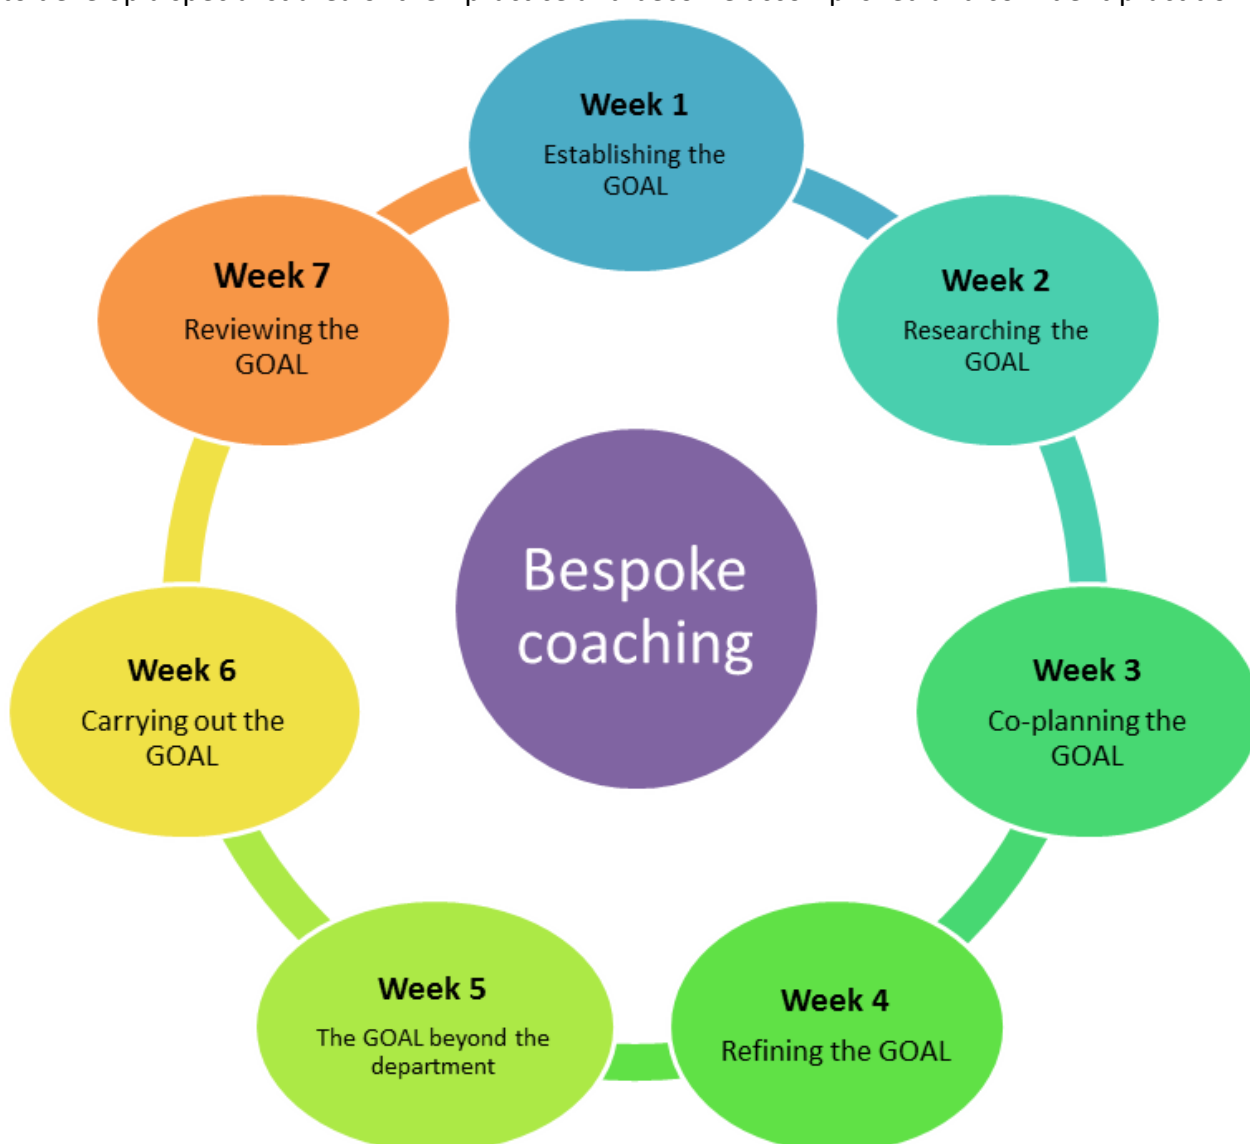 Week 1
Establishing the
GOAL
Week 2
Researching the
GOAL
Week 3
Co-planning the
GOAL
Week 4
Refining the GOAL
Week 5
The GOAL beyond the
department
Week 6
Carrying out the
GOAL
Week 7
Reviewing the
GOAL
Bespoke
coaching